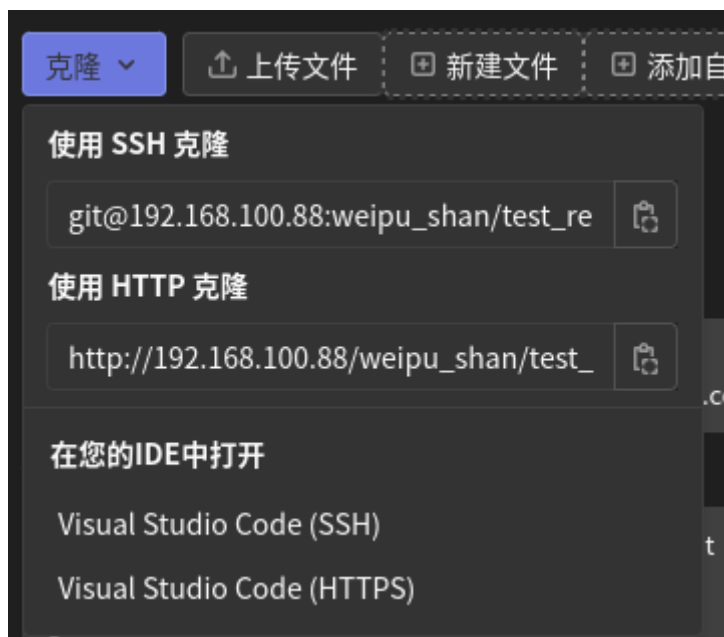 克隆 上传文件 新建文件 添加自
使用 SSH 克隆
git@192.168.100.88:weipu_shan/test_re
使用 HTTP 克隆
http://192.168.100.88/weipu_shan/test_
.c
在您的IDE中打开
Visual Studio Code (SSH)
t
Visual Studio Code (HTTPS)